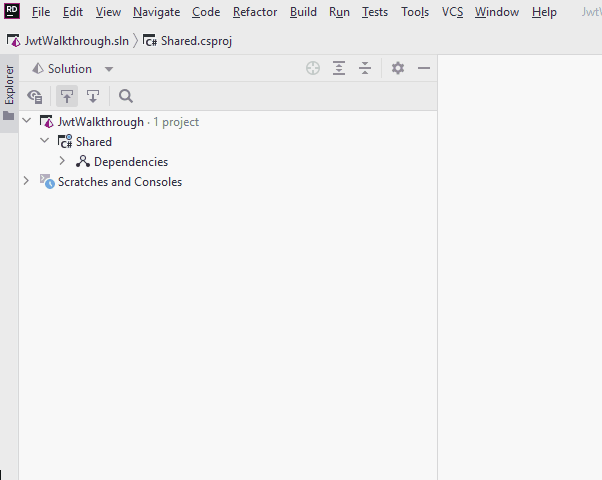 RD File Edit View Navigate Code Refactor Build Run Tests Tools VCS Window Help JwtW
JwtWalkthrough.sln Shared.csproj
Explorer
Solution
JwtWalkthrough · 1 project
C# Shared
Dependencies
Scratches and Consoles